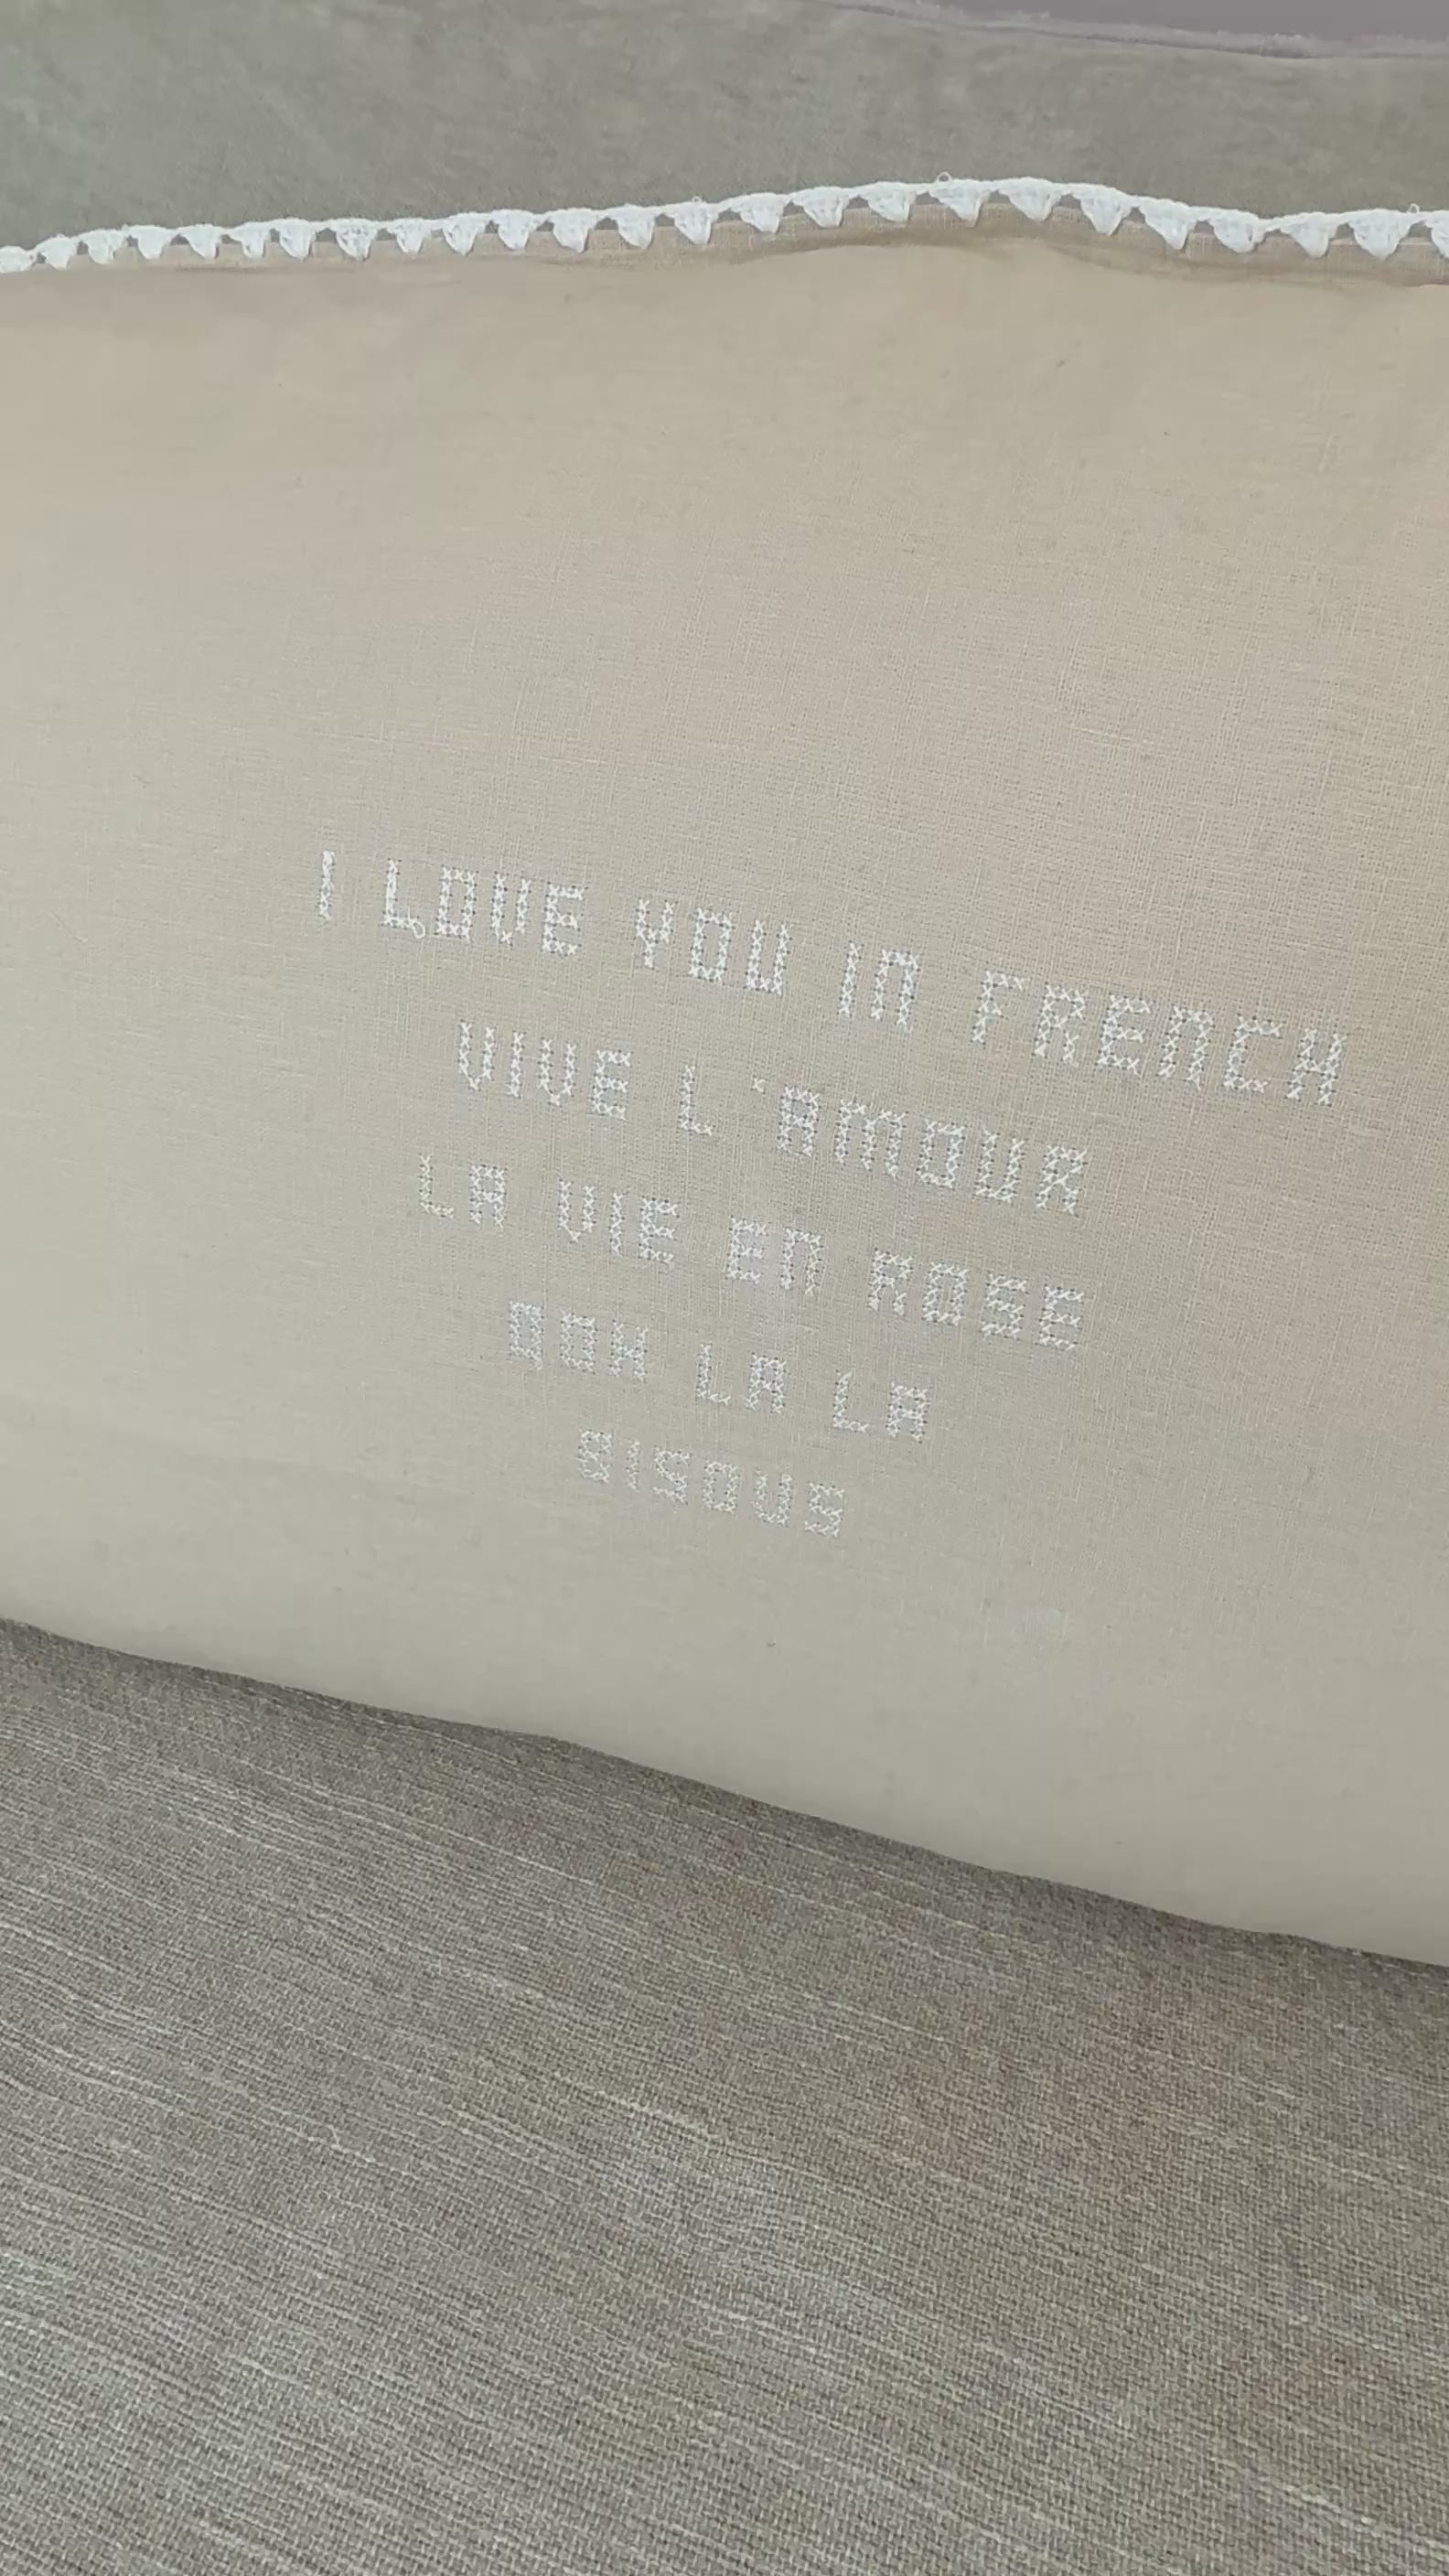 I LOVE YOU IN FRENCH
VIVE L'AMOUR
LA VIE EN ROSE
OOH LA LA
BISOUS